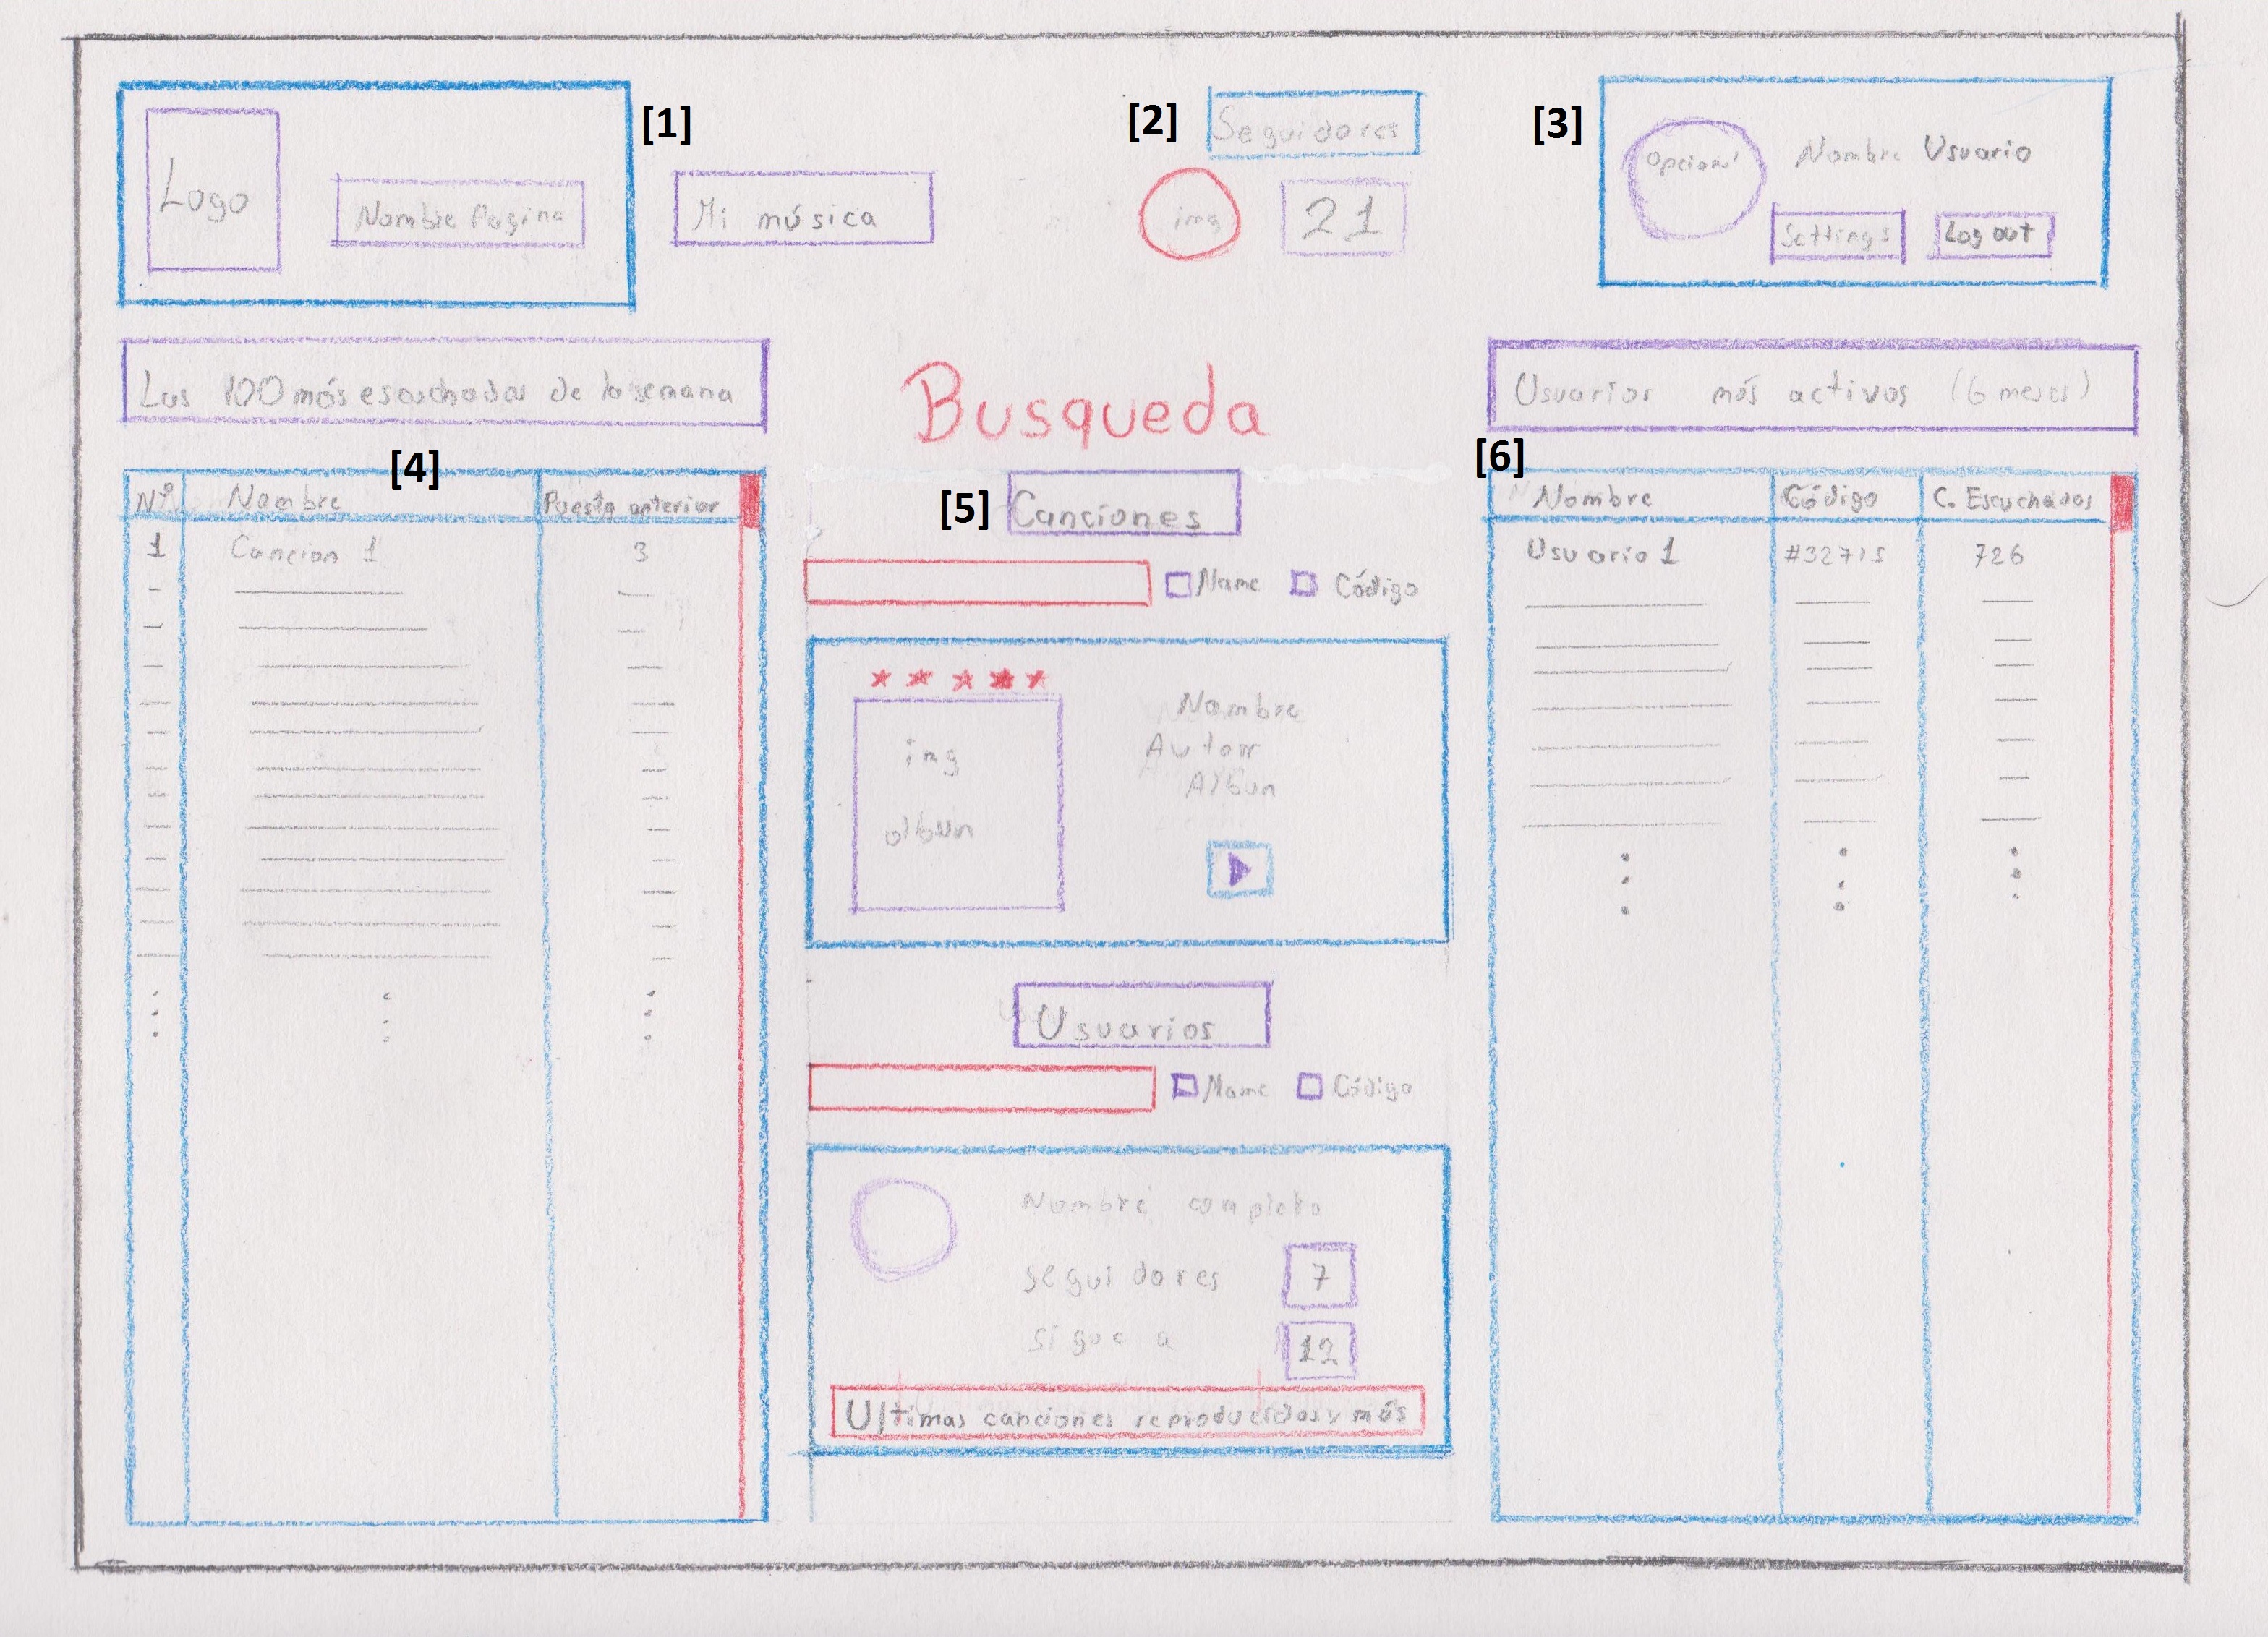 [1]
[2]
Seguidores
[3]
Logo
Nombre Pagina
Mi música
img
21
Opcional
Nombre Usuario
Settings
Log out
Las 100 más escuchadas de la semana
Busqueda
Usuarios más activos (6 meses)
[4]
Nº Nombre Puesto anterior
1 Cancion 1 3
[5]
Canciones
Name Código
img
album
Nombre
Autor
Albun
Usuarios
Name Código
Nombre completo
seguidores 7
sigue a 12
Ultimas canciones reproducidas y más
[6]
Nombre Código C. Escuchadas
Usuario 1 #32715 726